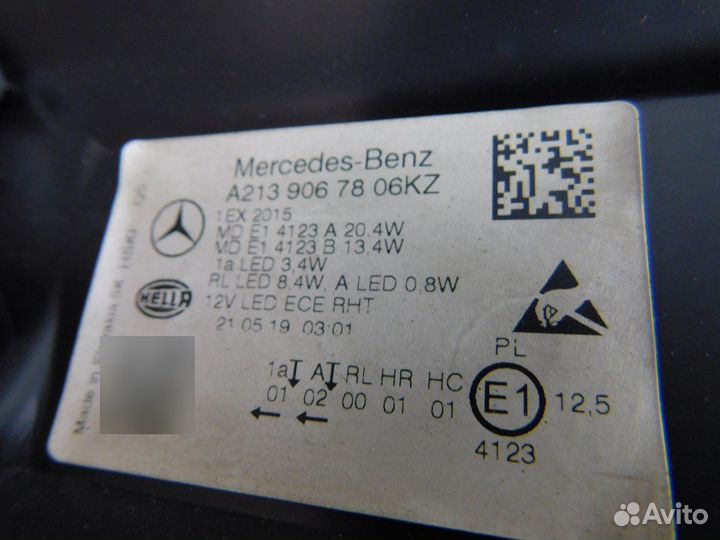 Mercedes-Benz
A213 906 78 06KZ
1EX 2015
MD E1 4123 A 20,4W
MD E1 4123 B 13,4W
1a LED 3,4W
RL LED 8,4W, A LED 0,8W
12V LED ECE RHT
21 05 19 03:01
HELLA
Made in
PL
1a A RL HR HC
01 02 00 01 01
E1
12,5
4123
Avito